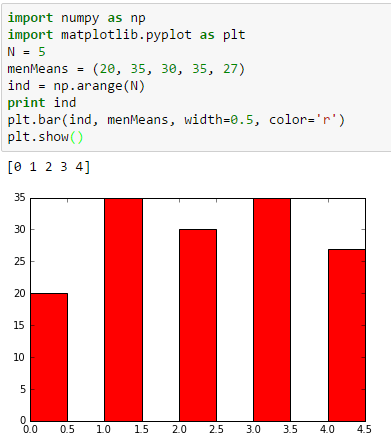 import numpy as np
import matplotlib.pyplot as plt
N = 5
menMeans = (20, 35, 30, 35, 27)
ind = np.arange(N)
print ind
plt.bar(ind, menMeans, width=0.5, color='r')
plt.show()
[0 1 2 3 4]
35
30
25
20
15
10
5
0
0.0 0.5 1.0 1.5 2.0 2.5 3.0 3.5 4.0 4.5